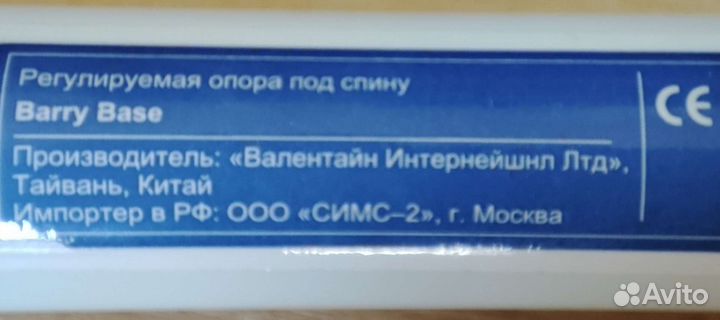 Регулируемая опора под спину
Barry Base
CE
Производитель: «Валентайн Интернейшнл Лтд»,
Тайвань, Китай
Импортер в РФ: ООО «СИМС–2», г. Москва
Avito